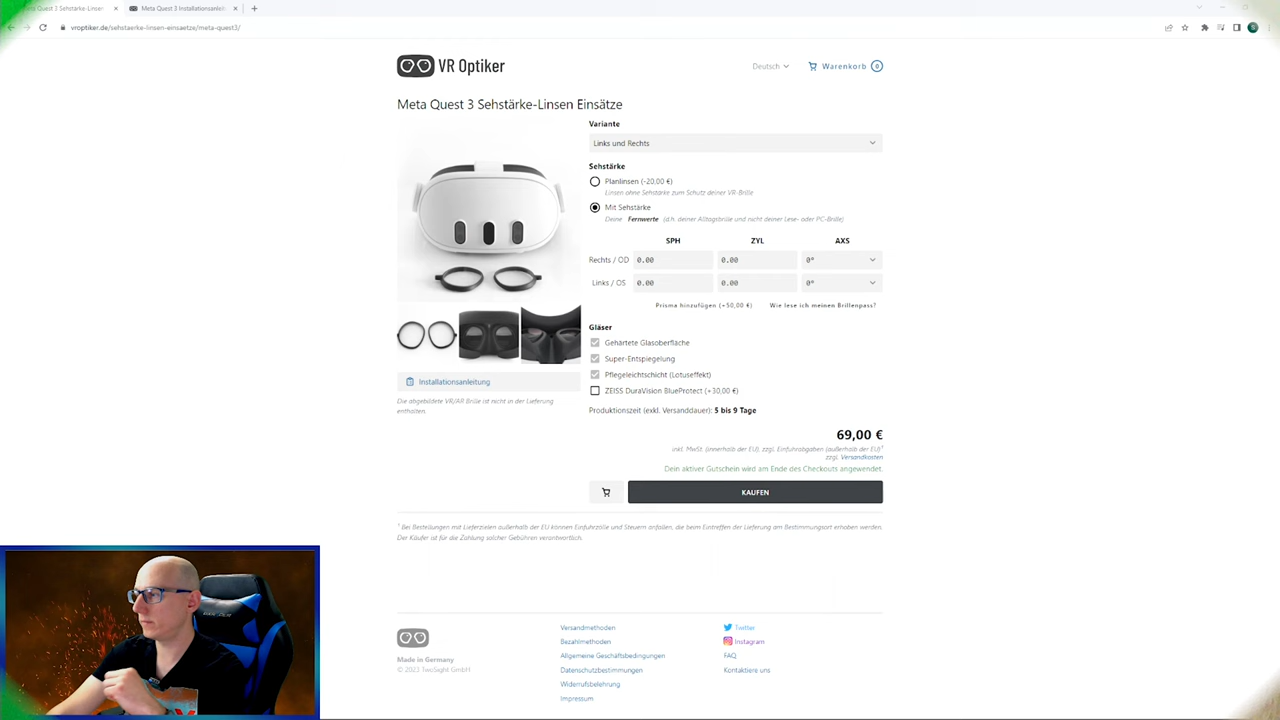 Meta Quest 3 Sehstärke-Linsen
Meta Quest 3 Installationsanleit
vroptiker.de/sehstaerke-linsen-einsaetze/meta-quest3/
VR Optiker
Deutsch
Warenkorb 0
Meta Quest 3 Sehstärke-Linsen Einsätze
Variante
Links und Rechts
Sehstärke
Planlinsen (-20,00 €)
Linsen ohne Sehstärke zum Schutz deiner VR-Brille
Mit Sehstärke
Deine Fernwerte (d.h. deiner Alltagsbrille und nicht deiner Lese- oder PC-Brille)
SPH ZYL AXS
Rechts / OD 0.00 0.00 0°
Links / OS 0.00 0.00 0°
Prisma hinzufügen (+50,00 €) Wie lese ich meinen Brillenpass?
Gläser
Gehärtete Glasoberfläche
Super-Entspiegelung
Pflegeleichtschicht (Lotuseffekt)
ZEISS DuraVision BlueProtect (+30,00 €)
Produktionszeit (exkl. Versanddauer): 5 bis 9 Tage
Installationsanleitung
Die abgebildete VR/AR Brille ist nicht in der Lieferung
enthalten.
69,00 €
inkl. MwSt. (innerhalb der EU), zzgl. Einfuhrabgaben (außerhalb der EU)¹
zzgl. Versandkosten
Dein aktiver Gutschein wird am Ende des Checkouts angewendet.
KAUFEN
¹ Bei Bestellungen mit Lieferzielen außerhalb der EU können Einfuhrzölle und Steuern anfallen, die beim Eintreffen der Lieferung am Bestimmungsort erhoben werden.
Der Käufer ist für die Zahlung solcher Gebühren verantwortlich.
Made in Germany
© 2023 TwoSight GmbH
Versandmethoden
Bezahlmethoden
Allgemeine Geschäftsbedingungen
Datenschutzbestimmungen
Widerrufsbelehrung
Impressum
Twitter
Instagram
FAQ
Kontaktiere uns